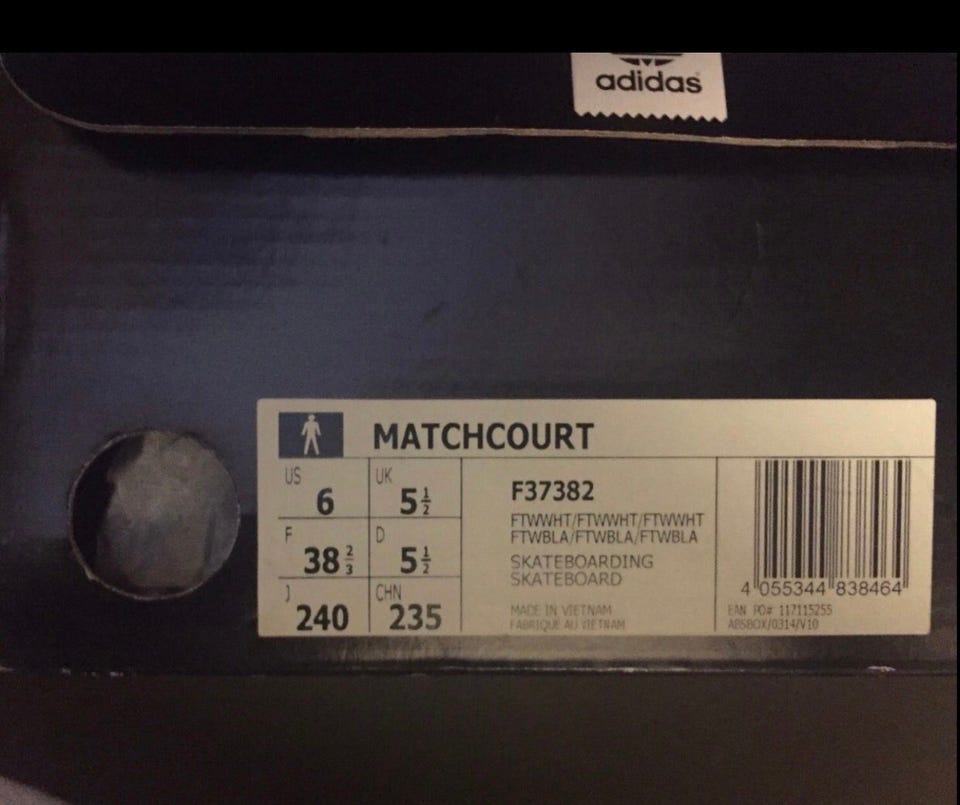 adidas
MATCHCOURT
US 6 UK 5½
F 38⅔ D 5½
J 240 CHN 235
F37382
FTWWHT/FTWWHT/FTWWHT
FTWBLA/FTWBLA/FTWBLA
SKATEBOARDING
SKATEBOARD
MADE IN VIETNAM
FABRIQUE AU VIETNAM
4 055344 838464
EAN PO# 117115255
ABSBOX/0314/V10